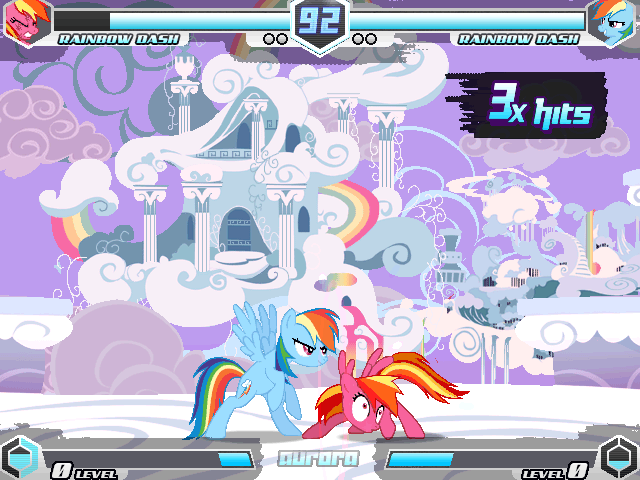 92
RAINBOW DASH
RAINBOW DASH
3x hits
0 LEVEL
aurora
LEVEL 0